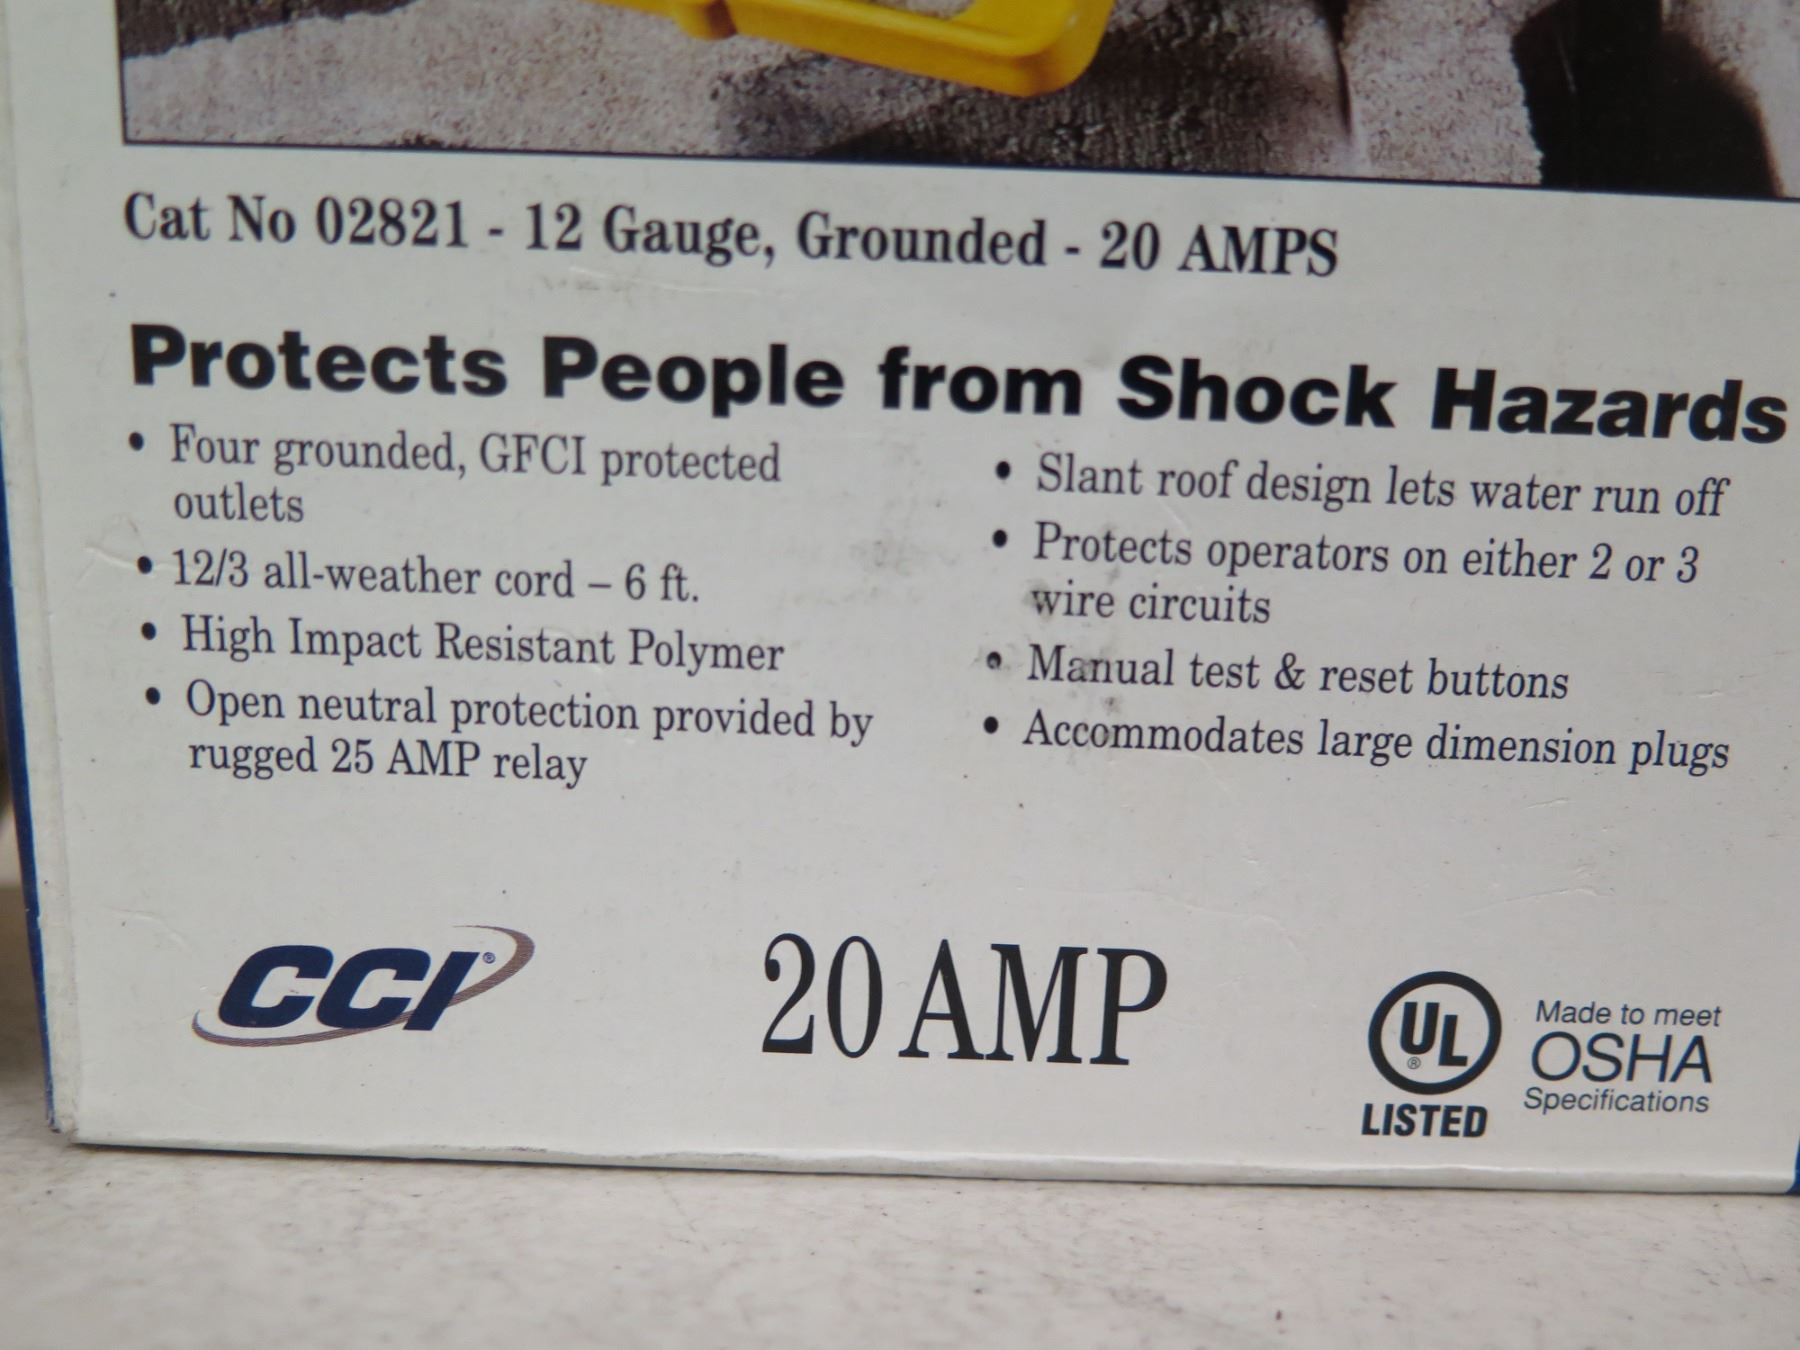 Cat No 02821 - 12 Gauge, Grounded - 20 AMPS
Protects People from Shock Hazards
• Four grounded, GFCI protected
outlets
• 12/3 all-weather cord – 6 ft.
• High Impact Resistant Polymer
• Open neutral protection provided by
rugged 25 AMP relay
• Slant roof design lets water run off
• Protects operators on either 2 or 3
wire circuits
• Manual test & reset buttons
• Accommodates large dimension plugs
CCI®
20 AMP
UL®
LISTED
Made to meet
OSHA
Specifications